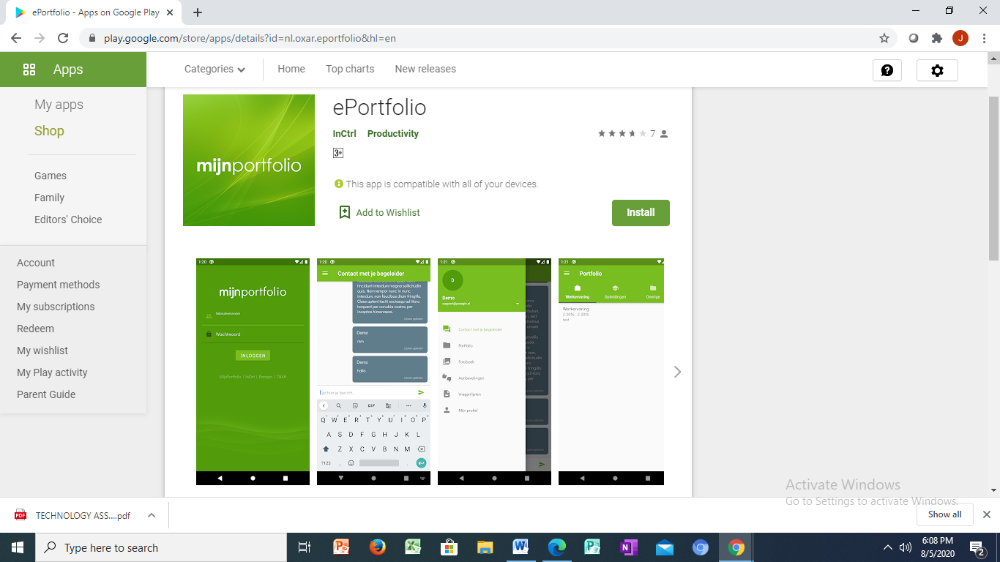 ePortfolio - Apps on Google Play
play.google.com/store/apps/details?id=nl.oxar.eportfolio&hl=en
J
Apps
Categories
Home
Top charts
New releases
My apps
Shop
Games
Family
Editors' Choice
Account
Payment methods
My subscriptions
Redeem
My wishlist
My Play activity
Parent Guide
mijnportfolio
ePortfolio
InCtrl Productivity
7
3+
This app is compatible with all of your devices.
Add to Wishlist
Install
1:20
mijnportfolio
Gebruikersnaam
Wachtwoord
INLOGGEN
MijnPortfolio | InCtrl | Paragin | OXAR
1:20
Contact met je begeleider
tincidunt interdum magna sollicitudin
quis. Nam tempor nunc in nunc
interdum, non faucibus diam fringilla.
Class aptent taciti sociosqu ad litora
torquent per conubia nostra, per
inceptos himenaeos.
Demo
mm
Demo
hallo
Typ hier je bericht...
GIF
Q W E R T Y U I O P
A S D F G H J K L
Z X C V B N M
?123 , .
1:21
D
Demo
support@paragin.nl
Contact met je begeleider
Portfolio
Fotoboek
Aanbevelingen
Vragenlijsten
Mijn profiel
1:21
Portfolio
Werkervaring
Opleidingen
Overige
Werkervaring
2-2016 - 2-2016
test
Activate Windows
Go to Settings to activate Windows.
PDF
TECHNOLOGY ASS....pdf
Show all
Type here to search
6:08 PM
8/5/2020
2